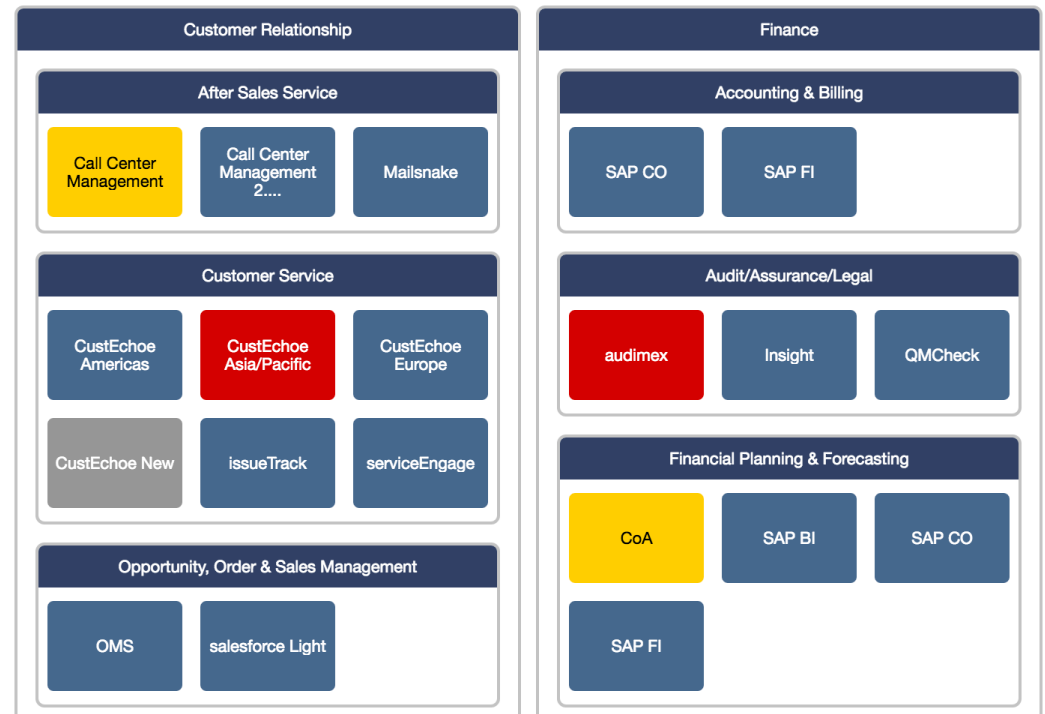 Customer Relationship
After Sales Service
Call Center
Management
Call Center
Management
2....
Mailsnake
Customer Service
CustEchoe
Americas
CustEchoe
Asia/Pacific
CustEchoe
Europe
CustEchoe New
issueTrack
serviceEngage
Opportunity, Order & Sales Management
OMS
salesforce Light
Finance
Accounting & Billing
SAP CO
SAP FI
Audit/Assurance/Legal
audimex
Insight
QMCheck
Financial Planning & Forecasting
CoA
SAP BI
SAP CO
SAP FI